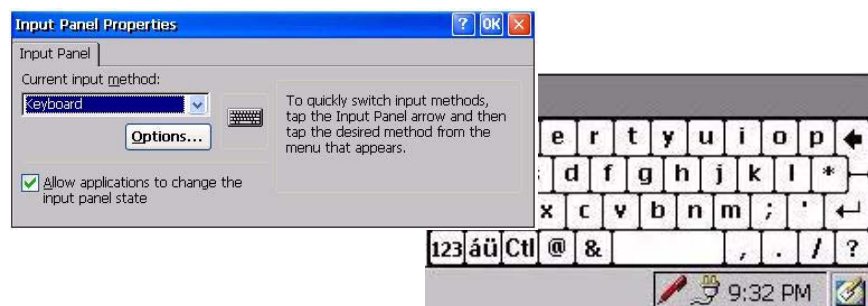 Input Panel Properties ? OK ×
Input Panel
Current input method:
Keyboard
Options...
To quickly switch input methods,
tap the Input Panel arrow and then
tap the desired method from the
menu that appears.
Allow applications to change the
input panel state
e r t y u i o p
d f g h j k l *
x c v b n m ; '
123 áü Ctl @ & , . / ?
9:32 PM